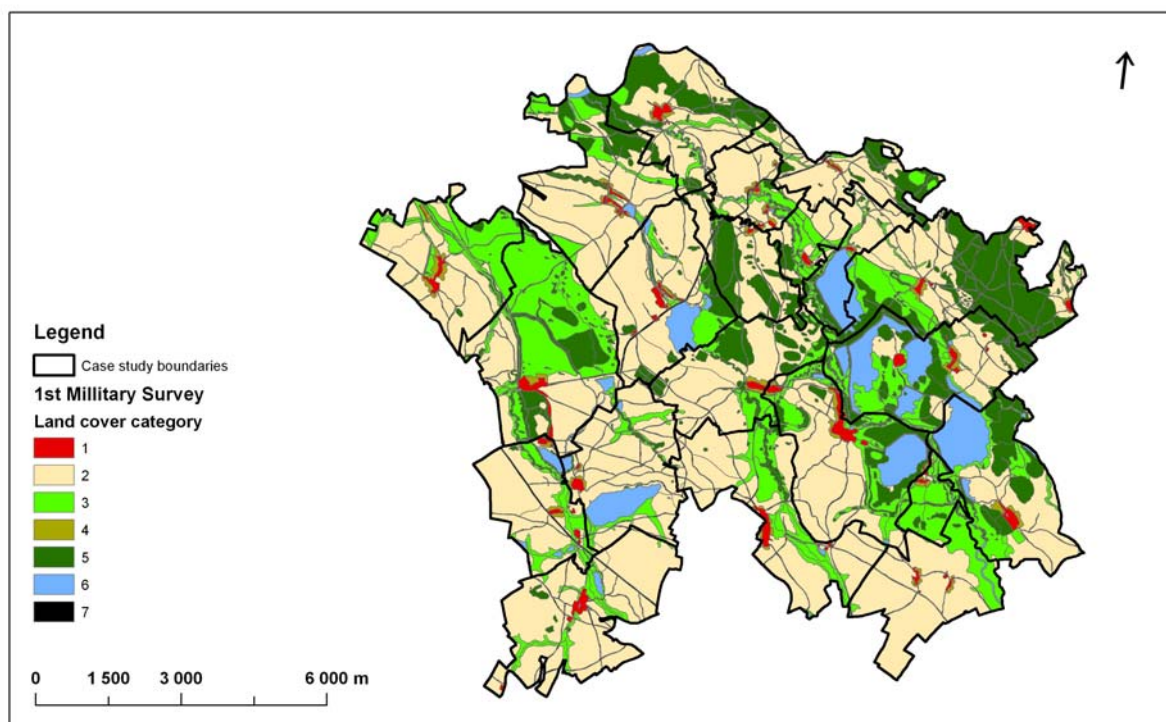 Legend
Case study boundaries
1st Millitary Survey
Land cover category
1
2
3
4
5
6
7
0 1 500 3 000 6 000 m